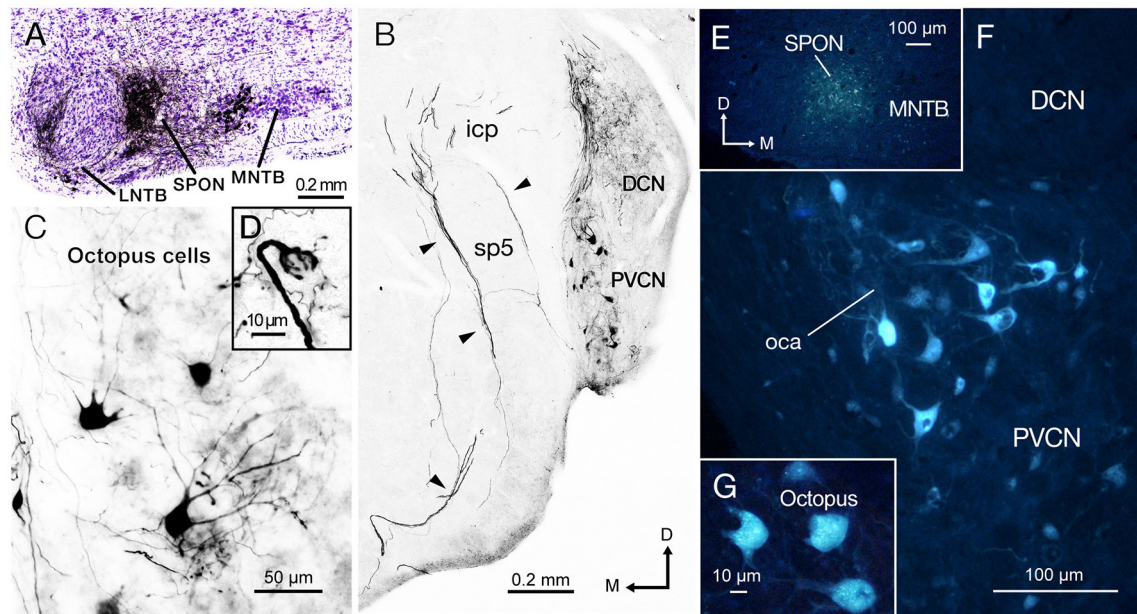 A
LNTB
SPON
MNTB
0.2 mm
B
icp
DCN
sp5
PVCN
D
M
0.2 mm
C
Octopus cells
50 µm
D
10 µm
E
100 µm
SPON
MNTB
D
M
F
DCN
oca
PVCN
100 µm
G
Octopus
10 µm